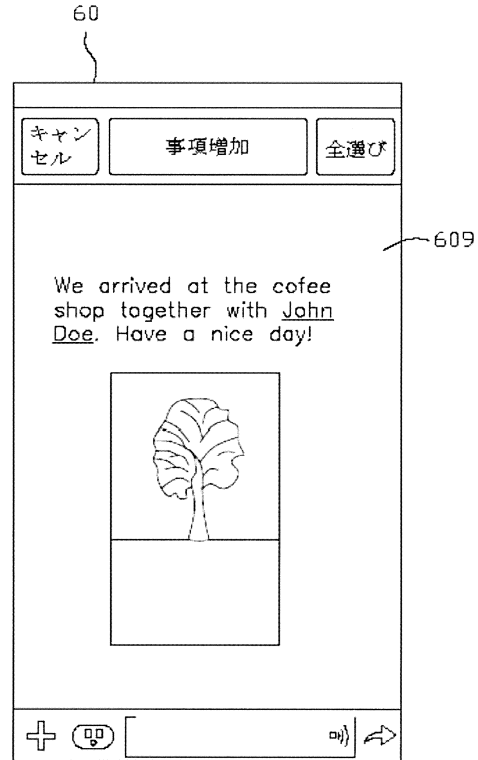 60
キャン
セル
事項増加
全選び
609
We arrived at the cofee
shop together with John
Doe. Have a nice day!